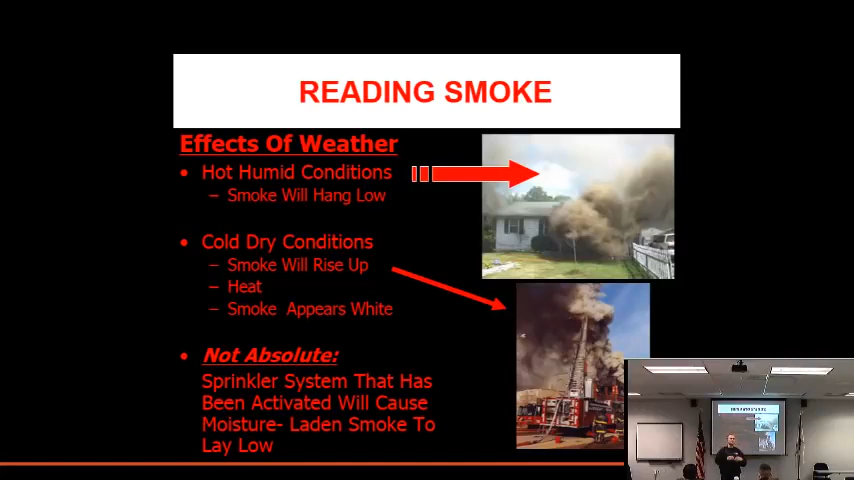 READING SMOKE
Effects Of Weather
• Hot Humid Conditions
– Smoke Will Hang Low
• Cold Dry Conditions
– Smoke Will Rise Up
– Heat
– Smoke Appears White
• Not Absolute:
Sprinkler System That Has
Been Activated Will Cause
Moisture- Laden Smoke To
Lay Low